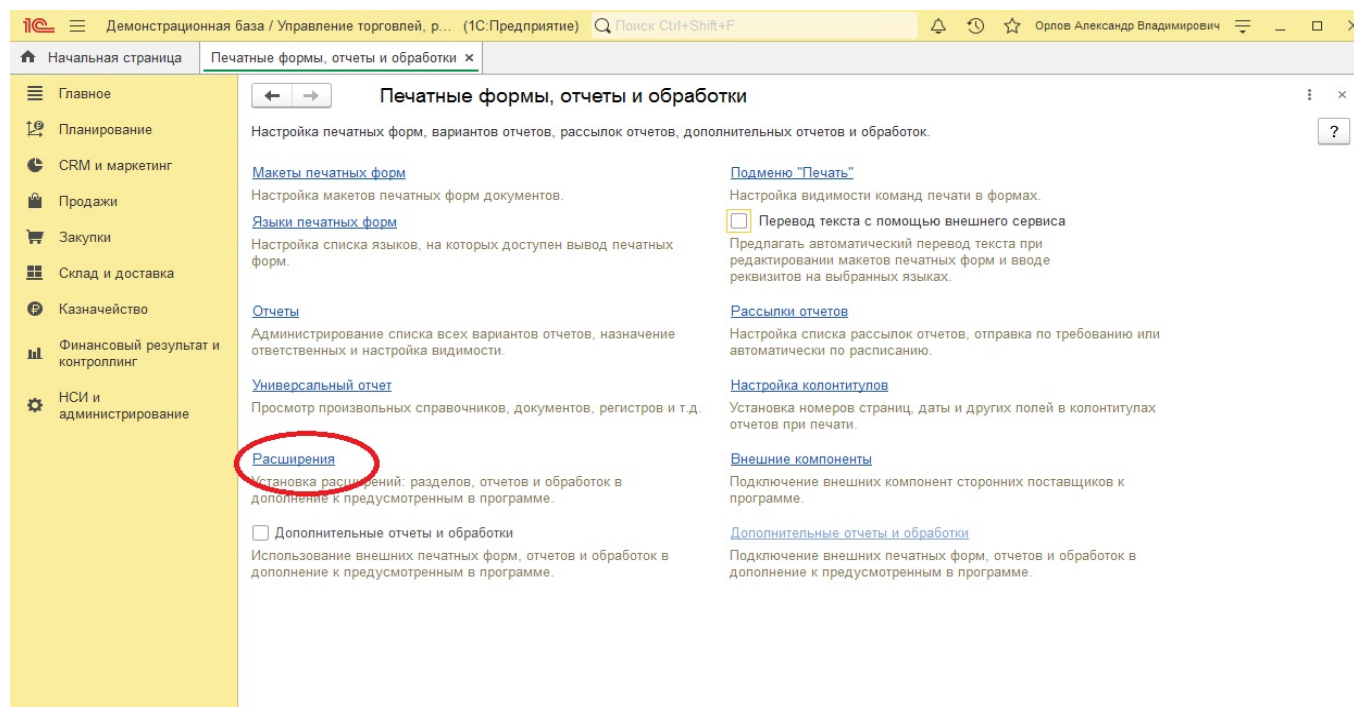 1С Демонстрационная база / Управление торговлей, р... (1С:Предприятие) Поиск Ctrl+Shift+F Орлов Александр Владимирович
Начальная страница Печатные формы, отчеты и обработки ×
Главное
Планирование
CRM и маркетинг
Продажи
Закупки
Склад и доставка
Казначейство
Финансовый результат и
контроллинг
НСИ и
администрирование
Печатные формы, отчеты и обработки
Настройка печатных форм, вариантов отчетов, рассылок отчетов, дополнительных отчетов и обработок.
?
Макеты печатных форм
Настройка макетов печатных форм документов.
Языки печатных форм
Настройка списка языков, на которых доступен вывод печатных
форм.
Подменю "Печать"
Настройка видимости команд печати в формах.
Перевод текста с помощью внешнего сервиса
Предлагать автоматический перевод текста при
редактировании макетов печатных форм и вводе
реквизитов на выбранных языках.
Отчеты
Администрирование списка всех вариантов отчетов, назначение
ответственных и настройка видимости.
Рассылки отчетов
Настройка списка рассылок отчетов, отправка по требованию или
автоматически по расписанию.
Универсальный отчет
Просмотр произвольных справочников, документов, регистров и т.д.
Настройка колонтитулов
Установка номеров страниц, даты и других полей в колонтитулах
отчетов при печати.
Расширения
Установка расширений: разделов, отчетов и обработок в
дополнение к предусмотренным в программе.
Внешние компоненты
Подключение внешних компонент сторонних поставщиков к
программе.
Дополнительные отчеты и обработки
Использование внешних печатных форм, отчетов и обработок в
дополнение к предусмотренным в программе.
Дополнительные отчеты и обработки
Подключение внешних печатных форм, отчетов и обработок в
дополнение к предусмотренным в программе.